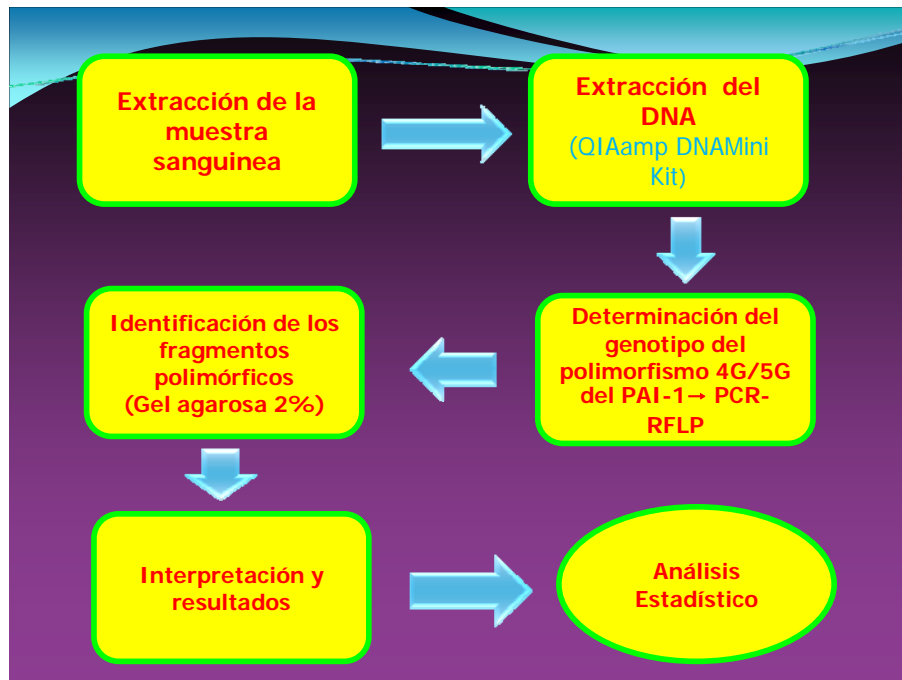 Extracción de la
muestra
sanguinea
Extracción del
DNA
(QIAamp DNAMini
Kit)
Determinación del
genotipo del
polimorfismo 4G/5G
del PAI-1→ PCR-
RFLP
Identificación de los
fragmentos
polimórficos
(Gel agarosa 2%)
Interpretación y
resultados
Análisis
Estadístico